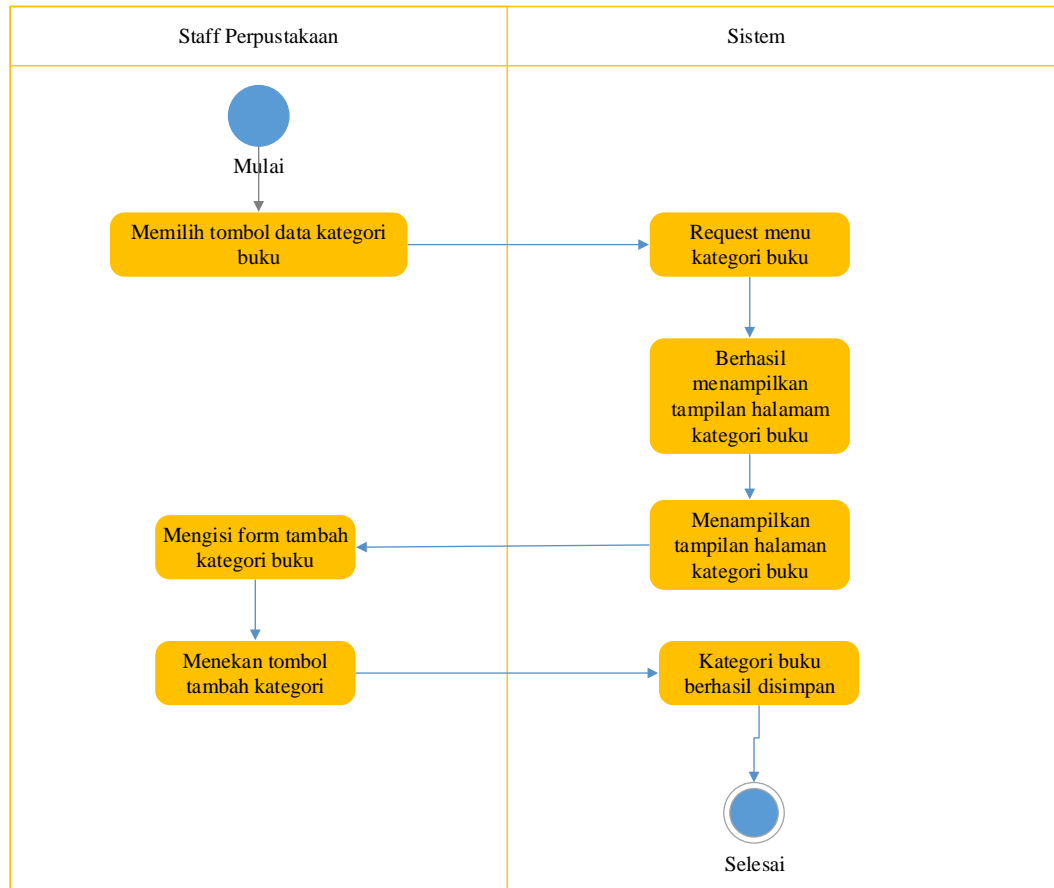 Staff Perpustakaan
Sistem
Mulai
Memilih tombol data kategori
buku
Request menu
kategori buku
Berhasil
menampilkan
tampilan halamam
kategori buku
Menampilkan
tampilan halaman
kategori buku
Mengisi form tambah
kategori buku
Menekan tombol
tambah kategori
Kategori buku
berhasil disimpan
Selesai